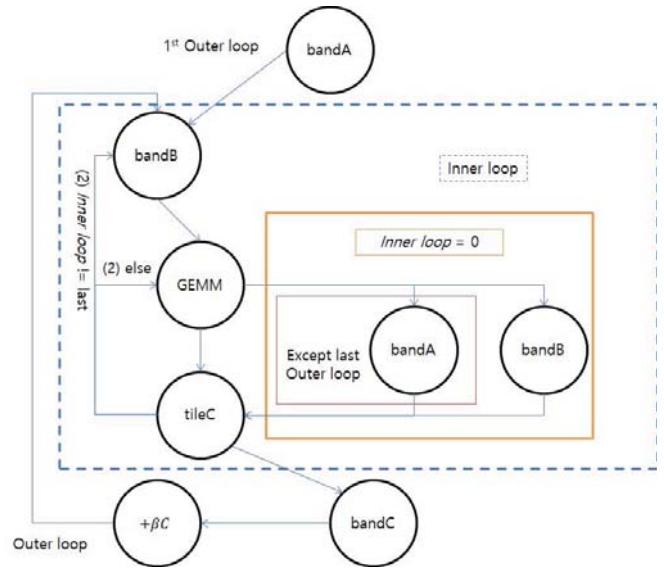 1st Outer loop
bandA
bandB
Inner loop
(2) Inner loop != last
Inner loop = 0
(2) else
GEMM
Except last
Outer loop
bandA
bandB
tileC
+βC
bandC
Outer loop